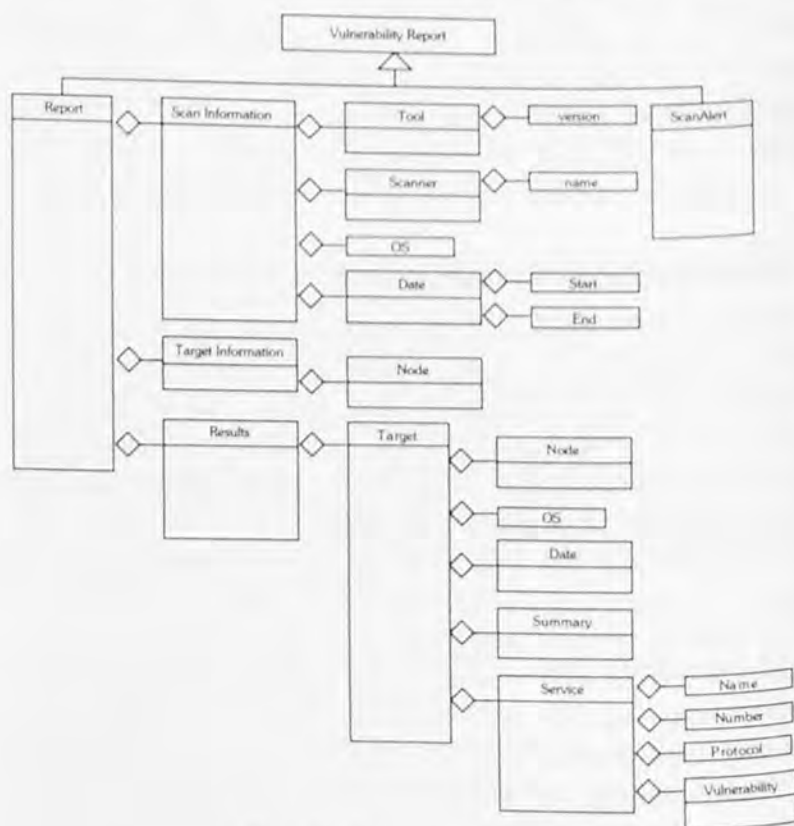 Vulnerability Report
Report
Scan Information
Tool
version
ScanAlert
Scanner
name
OS
Date
Start
End
Target Information
Node
Results
Target
Node
OS
Date
Summary
Service
Name
Number
Protocol
Vulnerability